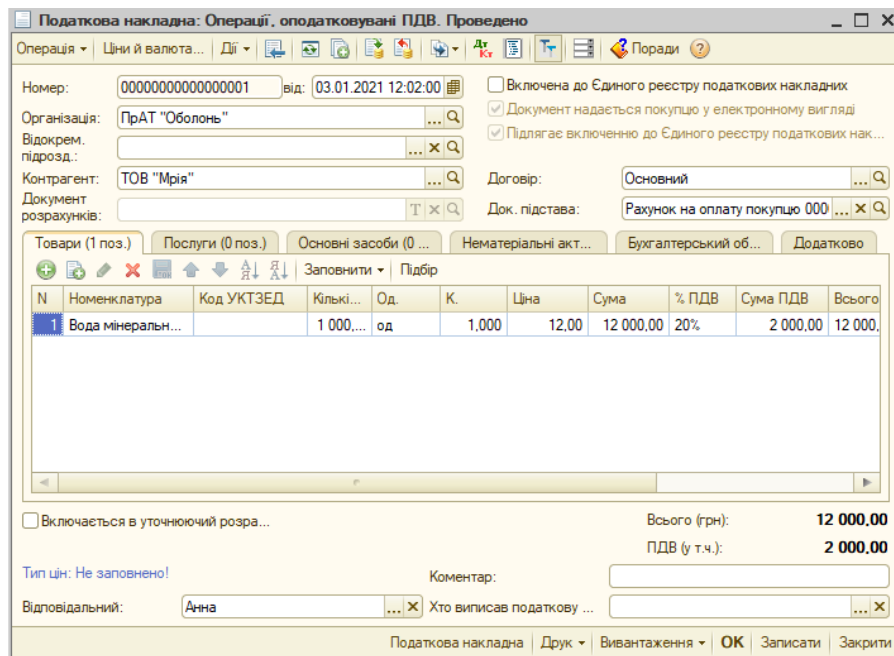 Податкова накладна: Операції, оподатковувані ПДВ. Проведено
Операція Ціни й валюта... Дії Дт Кт Поради
Номер: 00000000000000001 від: 03.01.2021 12:02:00 Включена до Єдиного реєстру податкових накладних
Організація: ПрАТ "Оболонь" Документ надається покупцю у електронному вигляді
Відокрем. підрозд.: Підлягає включенню до Єдиного реєстру податкових нак...
Контрагент: ТОВ "Мрія" Договір: Основний
Документ розрахунків: Док. підстава: Рахунок на оплату покупцю 000
Товари (1 поз.) Послуги (0 поз.) Основні засоби (0 ... Нематеріальні акт... Бухгалтерський об... Додатково
Заповнити Підбір
N Номенклатура Код УКТЗЕД Кількі... Од. К. Ціна Сума % ПДВ Сума ПДВ Всього
1 Вода мінеральн... 1 000,... од 1,000 12,00 12 000,00 20% 2 000,00 12 000,
Включається в уточнюючий розра... Всього (грн): 12 000,00
ПДВ (у т.ч.): 2 000,00
Тип цін: Не заповнено! Коментар:
Відповідальний: Анна Хто виписав податкову ...
Податкова накладна Друк Вивантаження OK Записати Закрити